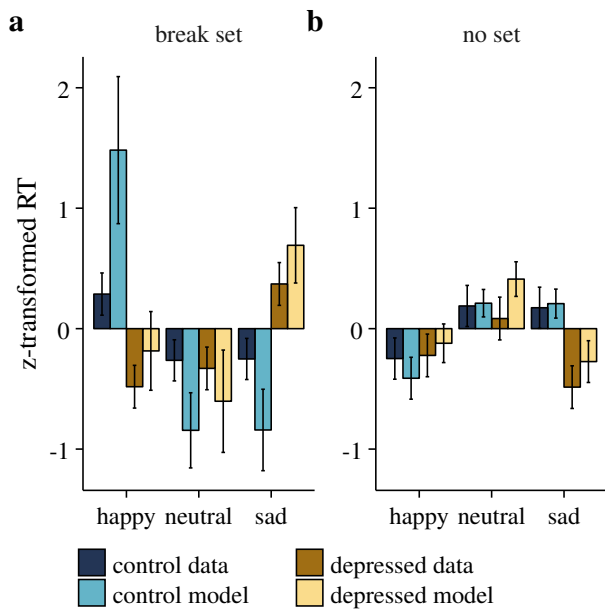 a
break set
b
no set
z-transformed RT
2
1
0
-1
2
1
0
-1
happy neutral sad
happy neutral sad
control data
depressed data
control model
depressed model